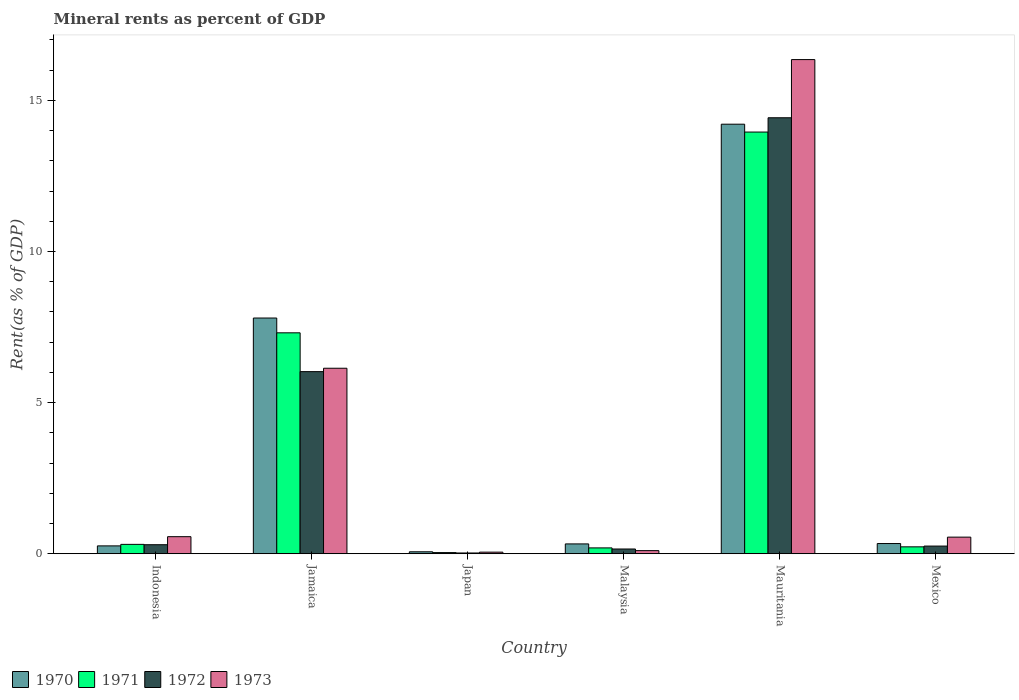 Mineral rents as percent of GDP
Rent(as % of GDP)
15
10
5
0
Indonesia
Jamaica
Japan
Malaysia
Mauritania
Mexico
Country
1970
1971
1972
1973